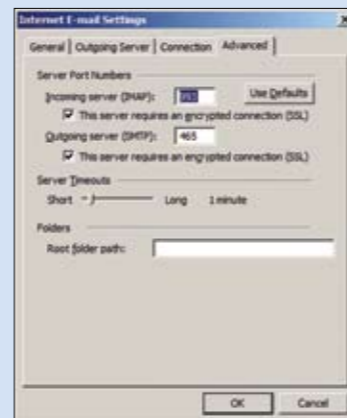 Internet E-mail Settings
General Outgoing Server Connection Advanced
Server Port Numbers
Incoming server (IMAP): 993 Use Defaults
This server requires an encrypted connection (SSL)
Outgoing server (SMTP): 465
This server requires an encrypted connection (SSL)
Server Timeouts
Short Long 1 minute
Folders
Root folder path:
OK Cancel